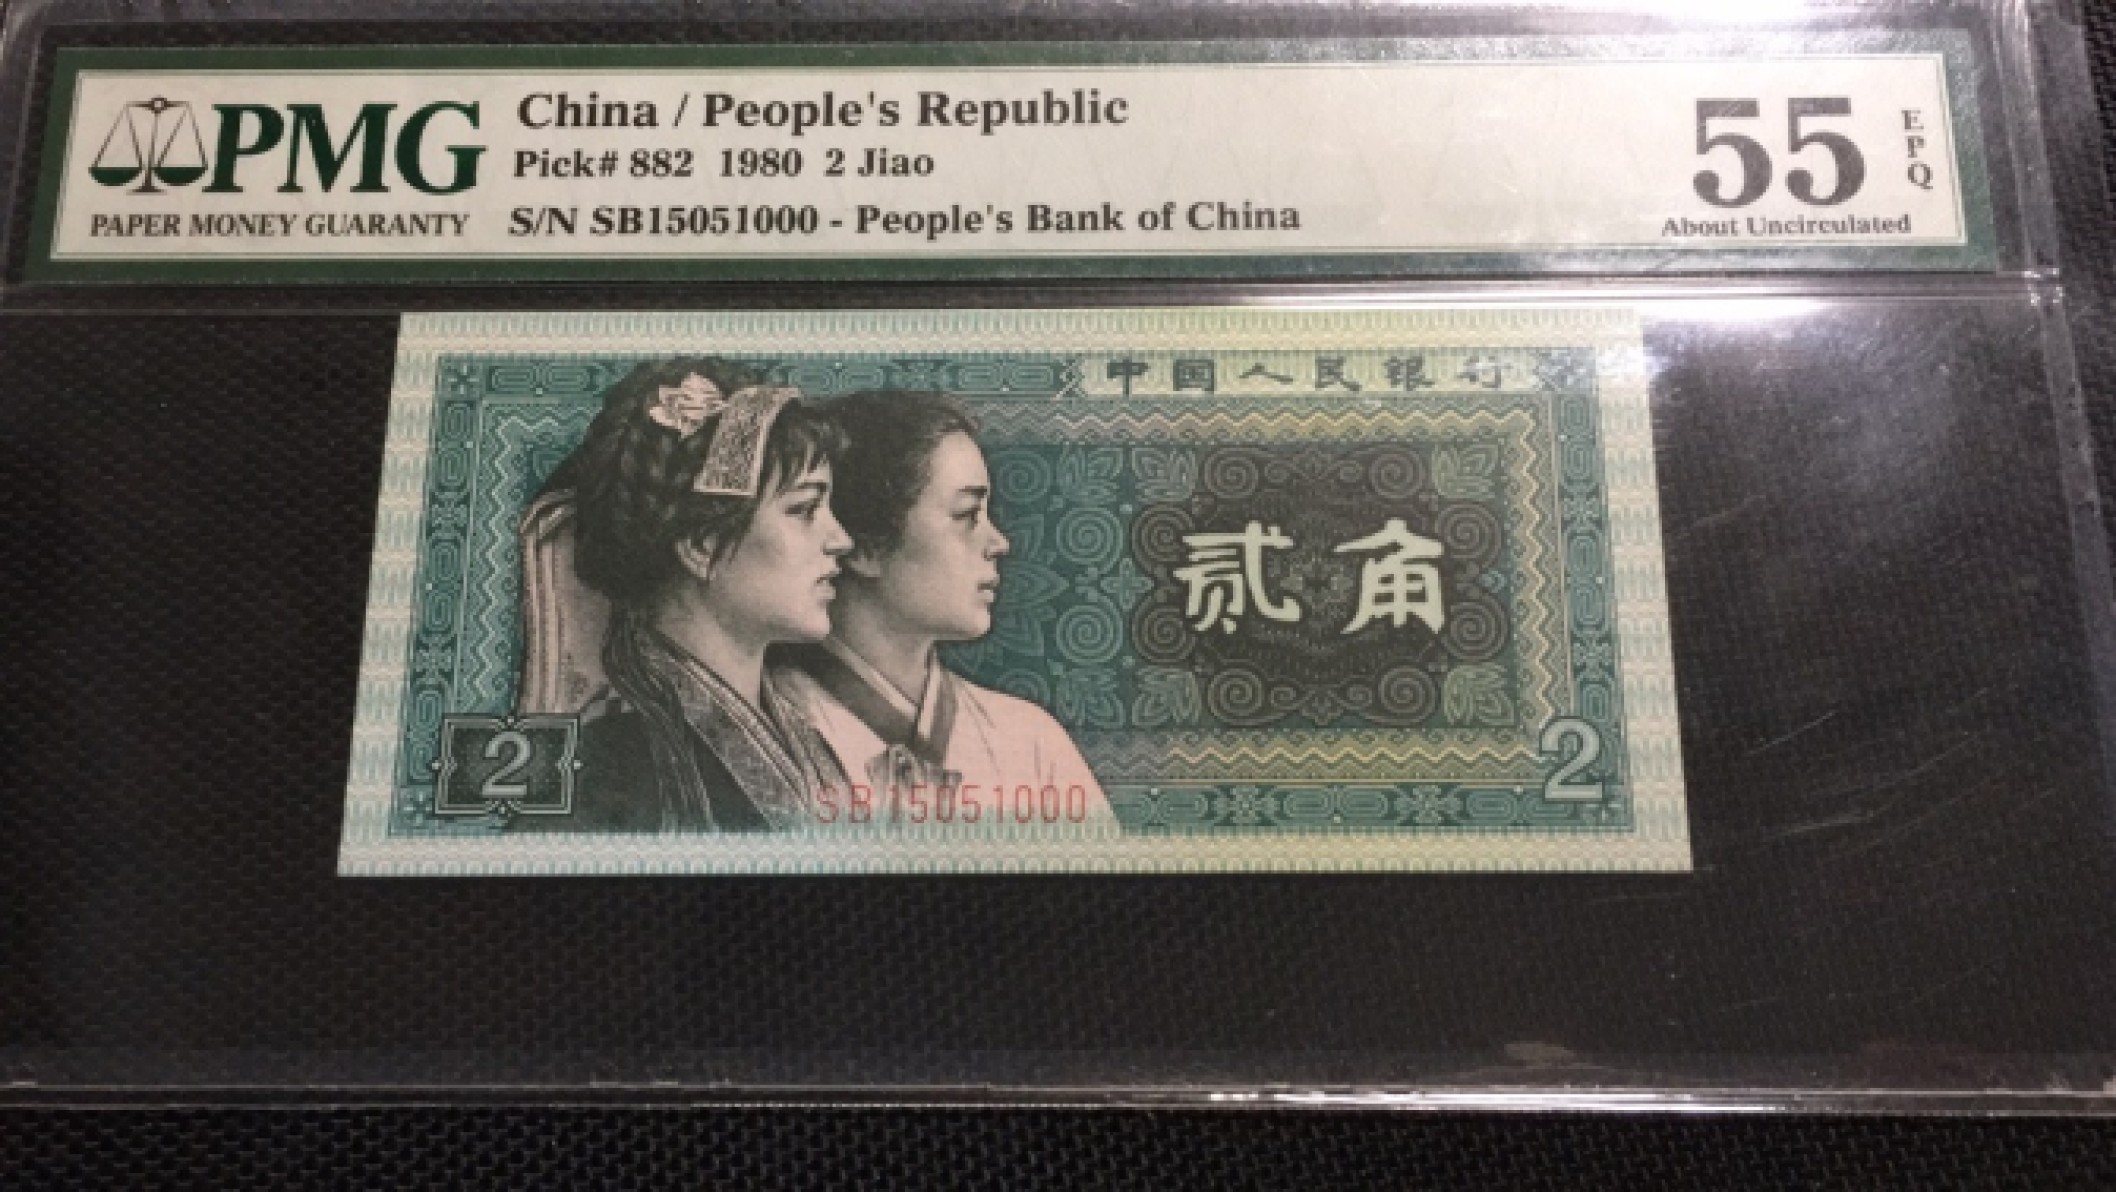 PMG
PAPER MONEY GUARANTY
China / People's Republic
Pick# 882 1980 2 Jiao
S/N SB15051000 - People's Bank of China
55
EPQ
About Uncirculated
中国人民银行
贰角
2
2
SB15051000